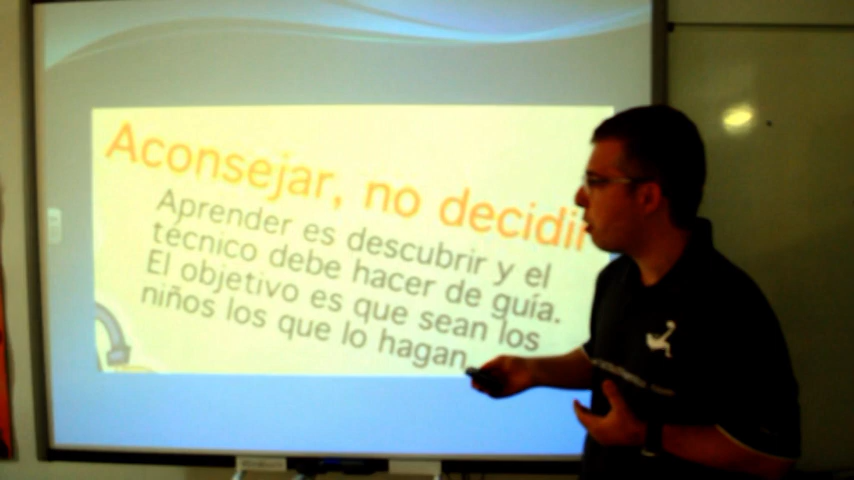 Aconsejar, no decidir
Aprender es descubrir y el
técnico debe hacer de guía.
El objetivo es que sean los
niños los que lo hagan